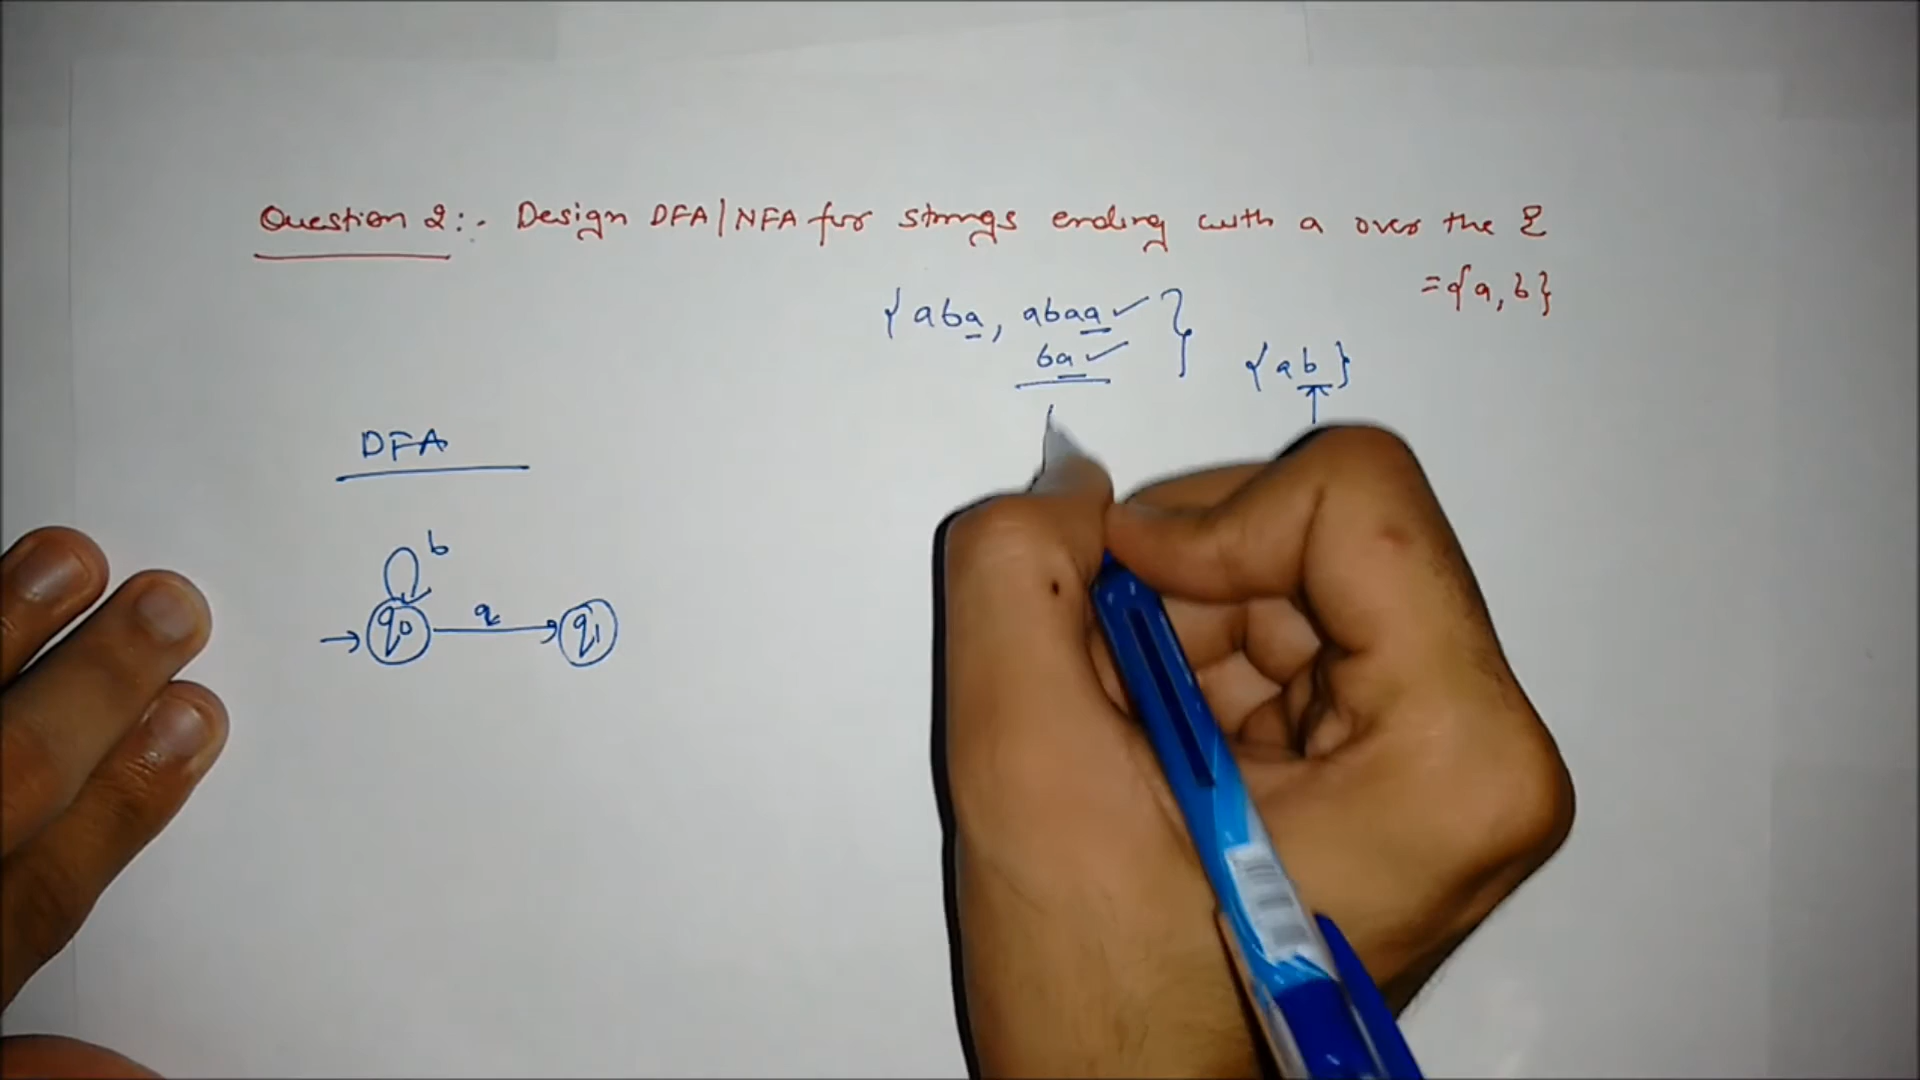 Question 2:- Design DFA/NFA for strings ending with a over the Σ
= {a, b}
{aba, abaa ✓ }
ba ✓
{ab}
DFA
b
q0 a q1